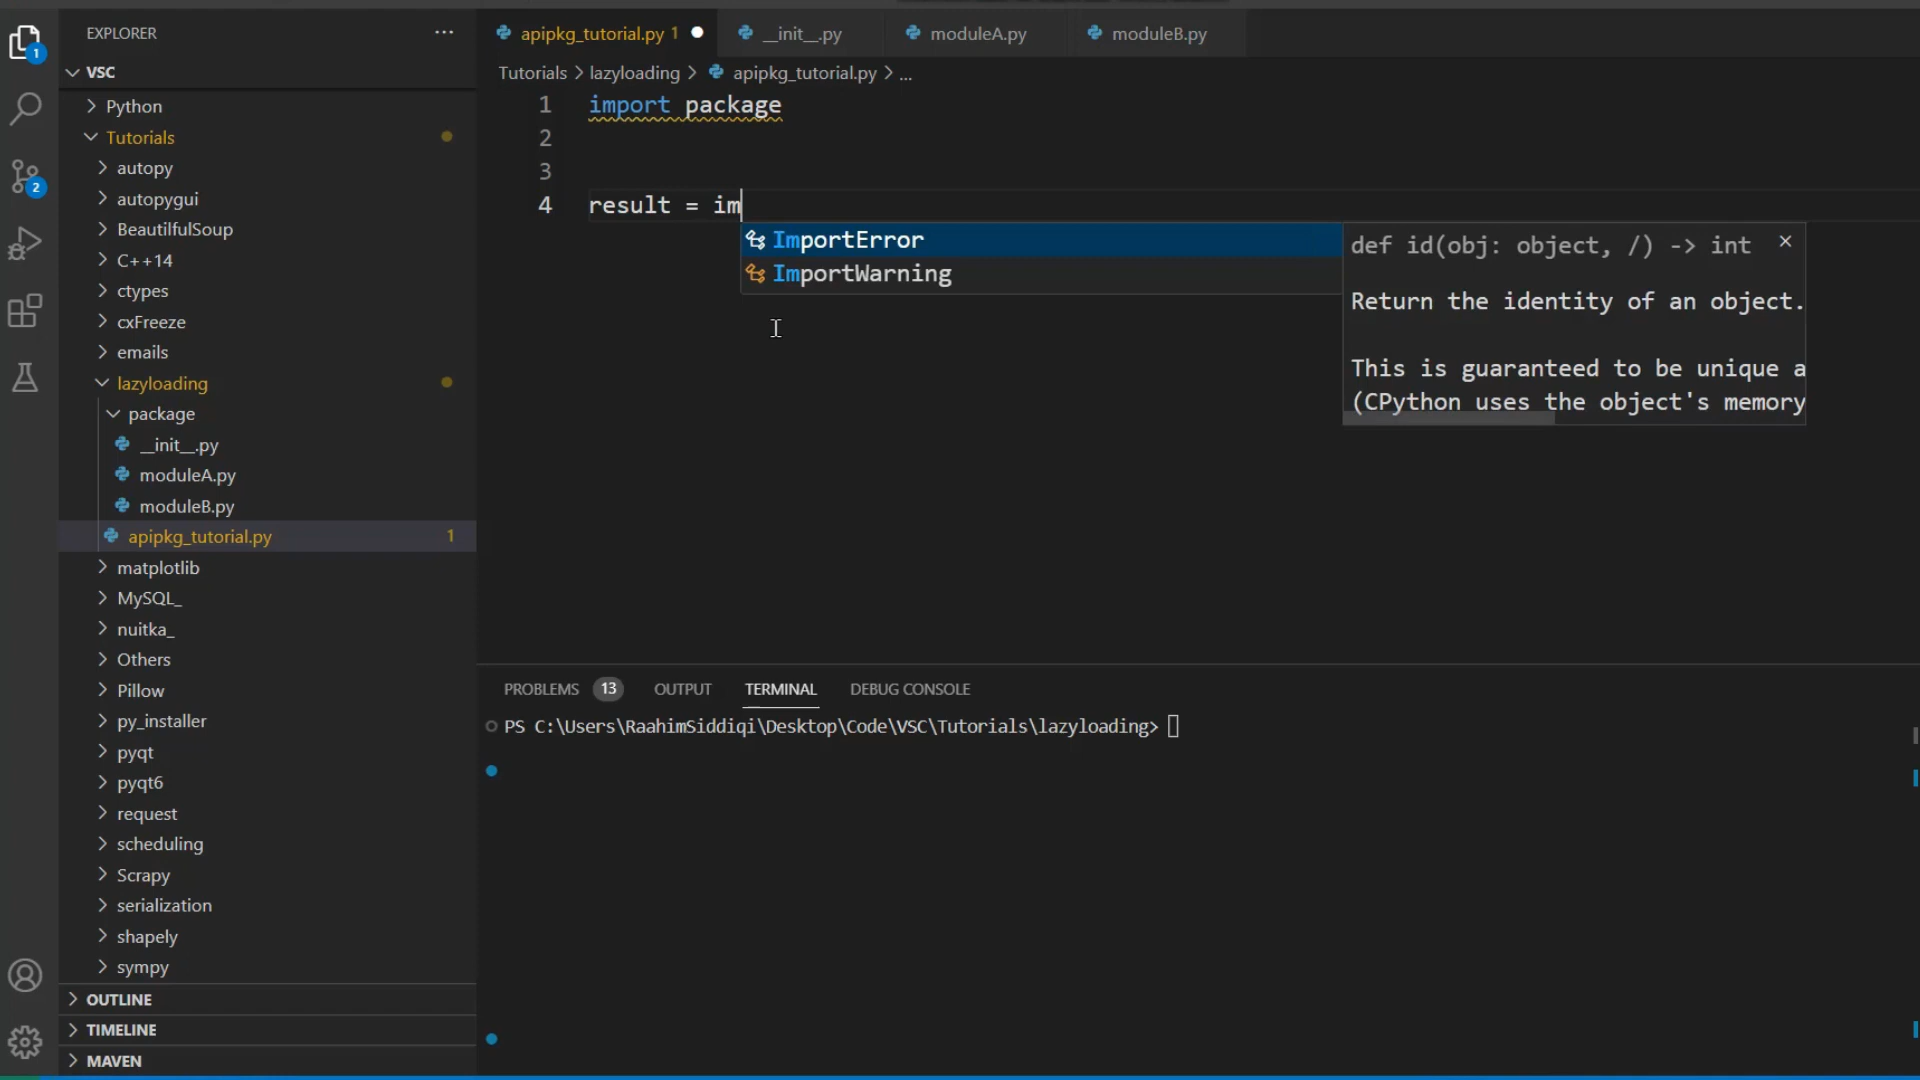 EXPLORER
VSC
Python
Tutorials
autopy
autopygui
BeautilfulSoup
C++14
ctypes
cxFreeze
emails
lazyloading
package
__init__.py
moduleA.py
moduleB.py
apipkg_tutorial.py 1
matplotlib
MySQL_
nuitka_
Others
Pillow
py_installer
pyqt
pyqt6
request
scheduling
Scrapy
serialization
shapely
sympy
OUTLINE
TIMELINE
MAVEN
1
2
apipkg_tutorial.py 1 __init__.py moduleA.py moduleB.py
Tutorials > lazyloading > apipkg_tutorial.py > ...
1 import package
2
3
4 result = im
ImportError
ImportWarning
def id(obj: object, /) -> int
Return the identity of an object.
This is guaranteed to be unique a
(CPython uses the object's memory
PROBLEMS 13 OUTPUT TERMINAL DEBUG CONSOLE
PS C:\Users\RaahimSiddiqi\Desktop\Code\VSC\Tutorials\lazyloading>